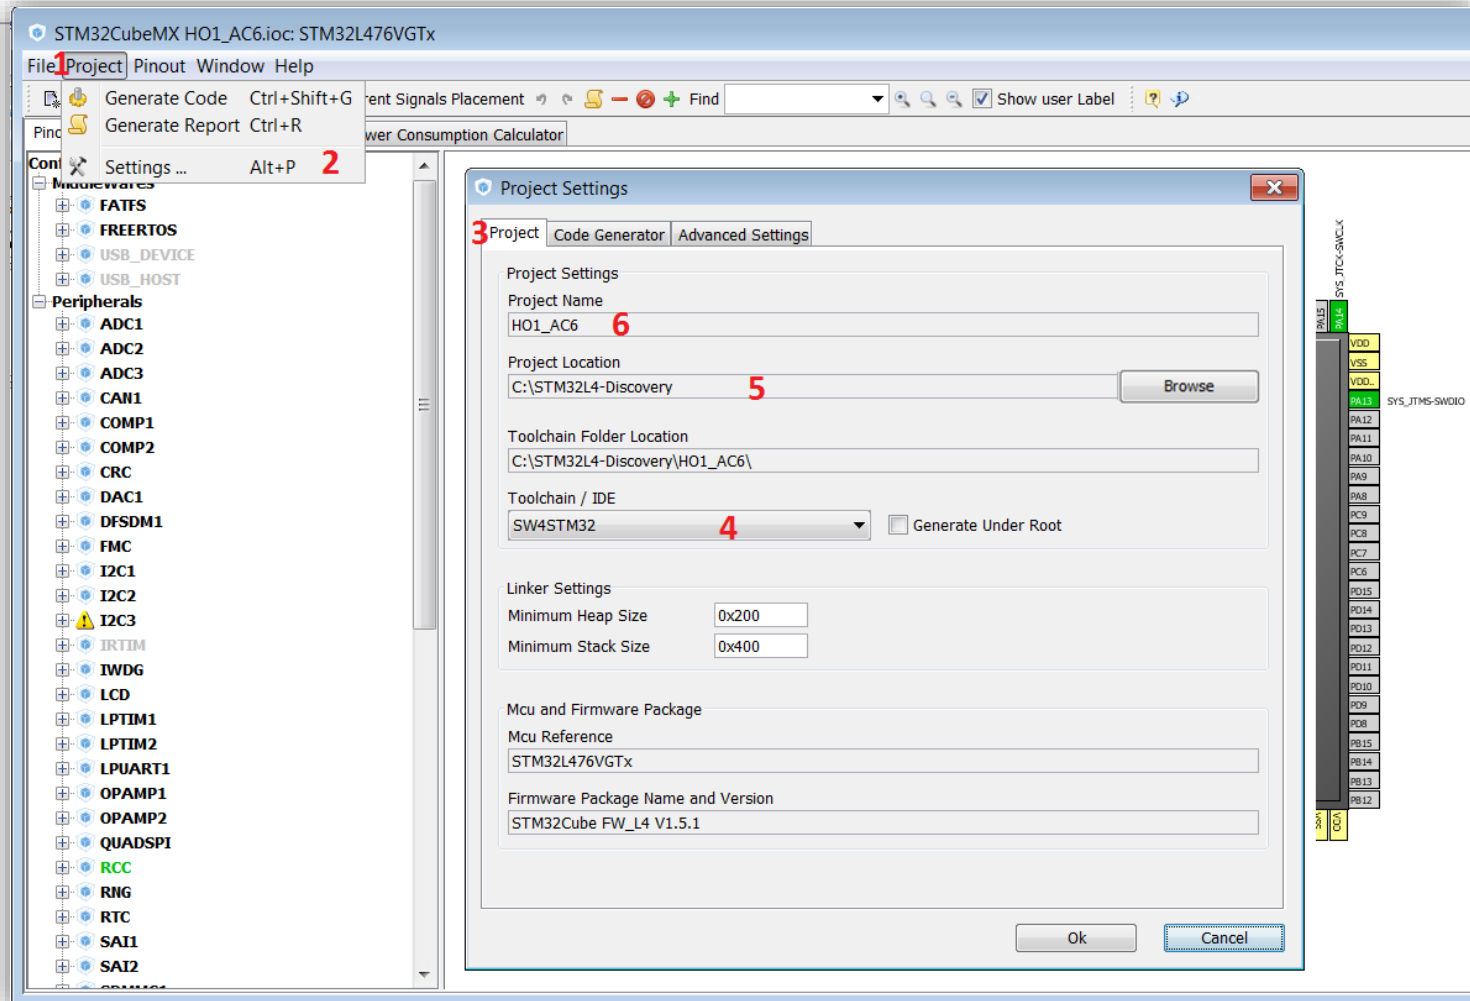 STM32CubeMX HO1_AC6.ioc: STM32L476VGTx
File 1 Project Pinout Window Help
Generate Code Ctrl+Shift+G
Generate Report Ctrl+R
Settings ... Alt+P 2
Signals Placement Find Show user Label
Consumption Calculator
MiddleWares
FATFS
FREERTOS
USB_DEVICE
USB_HOST
Peripherals
ADC1
ADC2
ADC3
CAN1
COMP1
COMP2
CRC
DAC1
DFSDM1
FMC
I2C1
I2C2
I2C3
IRTIM
IWDG
LCD
LPTIM1
LPTIM2
LPUART1
OPAMP1
OPAMP2
QUADSPI
RCC
RNG
RTC
SAI1
SAI2
Project Settings
3 Project Code Generator Advanced Settings
Project Settings
Project Name
HO1_AC6 6
Project Location
C:\STM32L4-Discovery 5 Browse
Toolchain Folder Location
C:\STM32L4-Discovery\HO1_AC6\
Toolchain / IDE
SW4STM32 4 Generate Under Root
Linker Settings
Minimum Heap Size 0x200
Minimum Stack Size 0x400
Mcu and Firmware Package
Mcu Reference
STM32L476VGTx
Firmware Package Name and Version
STM32Cube FW_L4 V1.5.1
Ok Cancel
SYS_JTCK-SWCLK
PA15 PA14
VDD
VSS
VDD..
PA13 SYS_JTMS-SWDIO
PA12
PA11
PA10
PA9
PA8
PC9
PC8
PC7
PC6
PD15
PD14
PD13
PD12
PD11
PD10
PD9
PD8
PB15
PB14
PB13
PB12
VDD